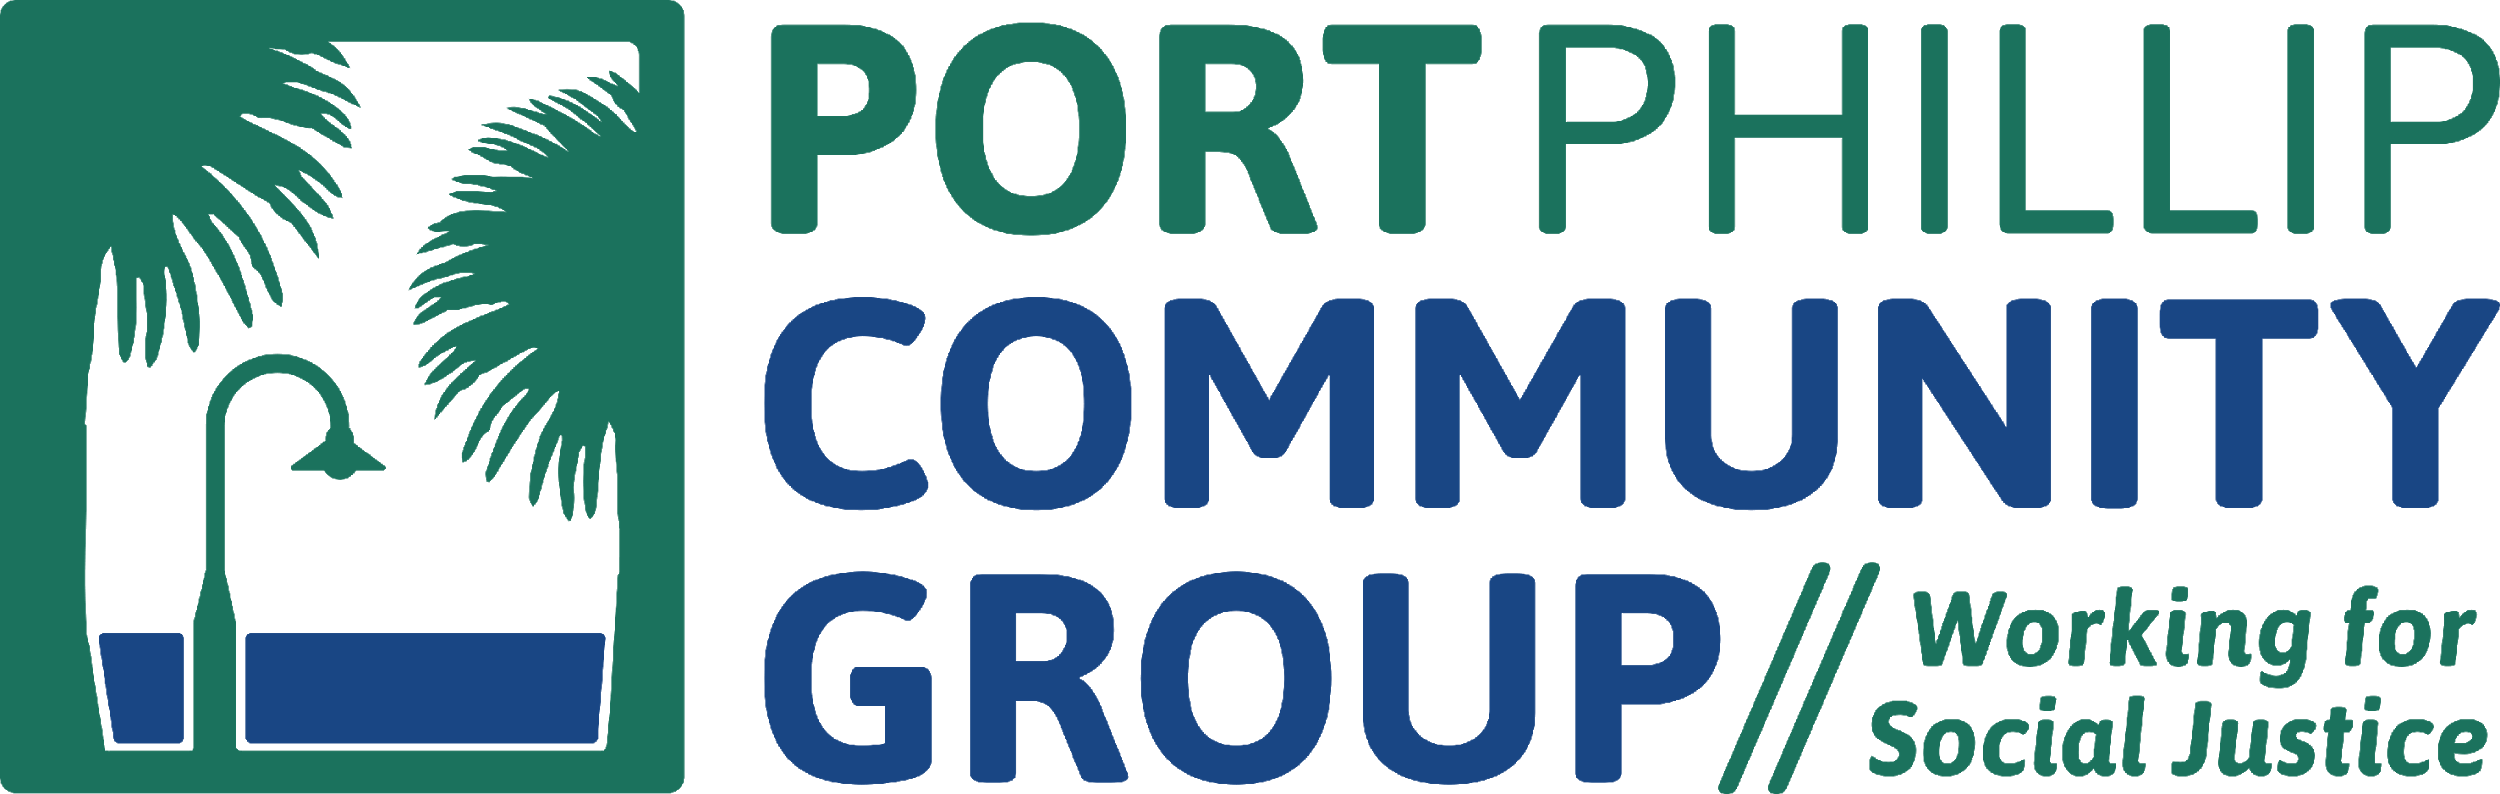 PORT PHILLIP
COMMUNITY
GROUP // Working for
Social Justice